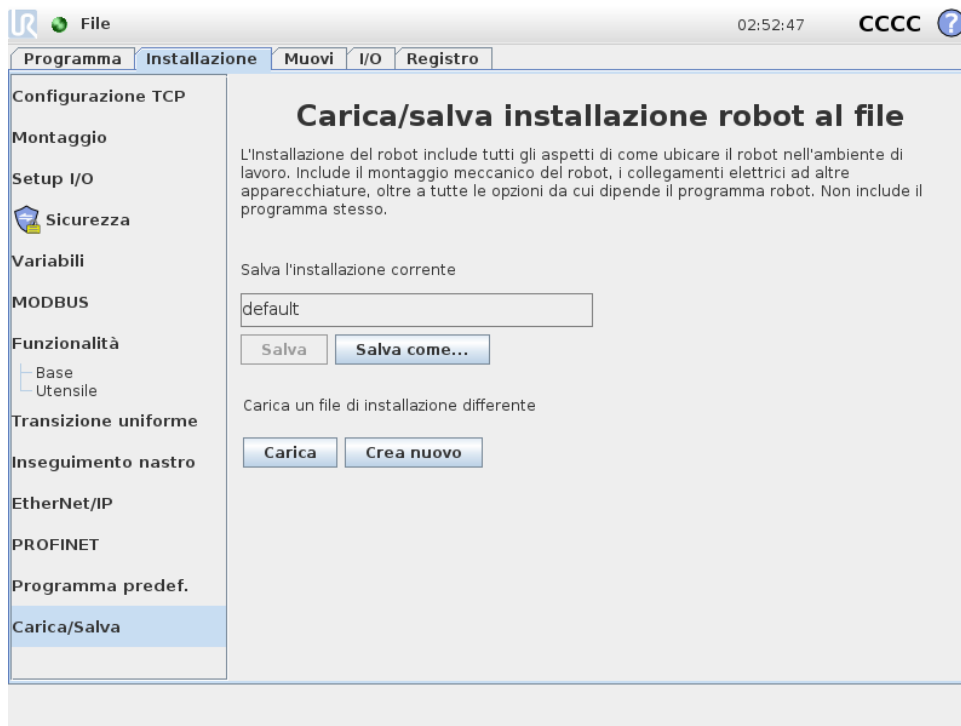 UR File 02:52:47 CCCC ?
Programma Installazione Muovi I/O Registro
Configurazione TCP
Montaggio
Setup I/O
Sicurezza
Variabili
MODBUS
Funzionalità
Base
Utensile
Transizione uniforme
Inseguimento nastro
EtherNet/IP
PROFINET
Programma predef.
Carica/Salva
Carica/salva installazione robot al file
L'Installazione del robot include tutti gli aspetti di come ubicare il robot nell'ambiente di
lavoro. Include il montaggio meccanico del robot, i collegamenti elettrici ad altre
apparecchiature, oltre a tutte le opzioni da cui dipende il programma robot. Non include il
programma stesso.
Salva l'installazione corrente
default
Salva Salva come...
Carica un file di installazione differente
Carica Crea nuovo